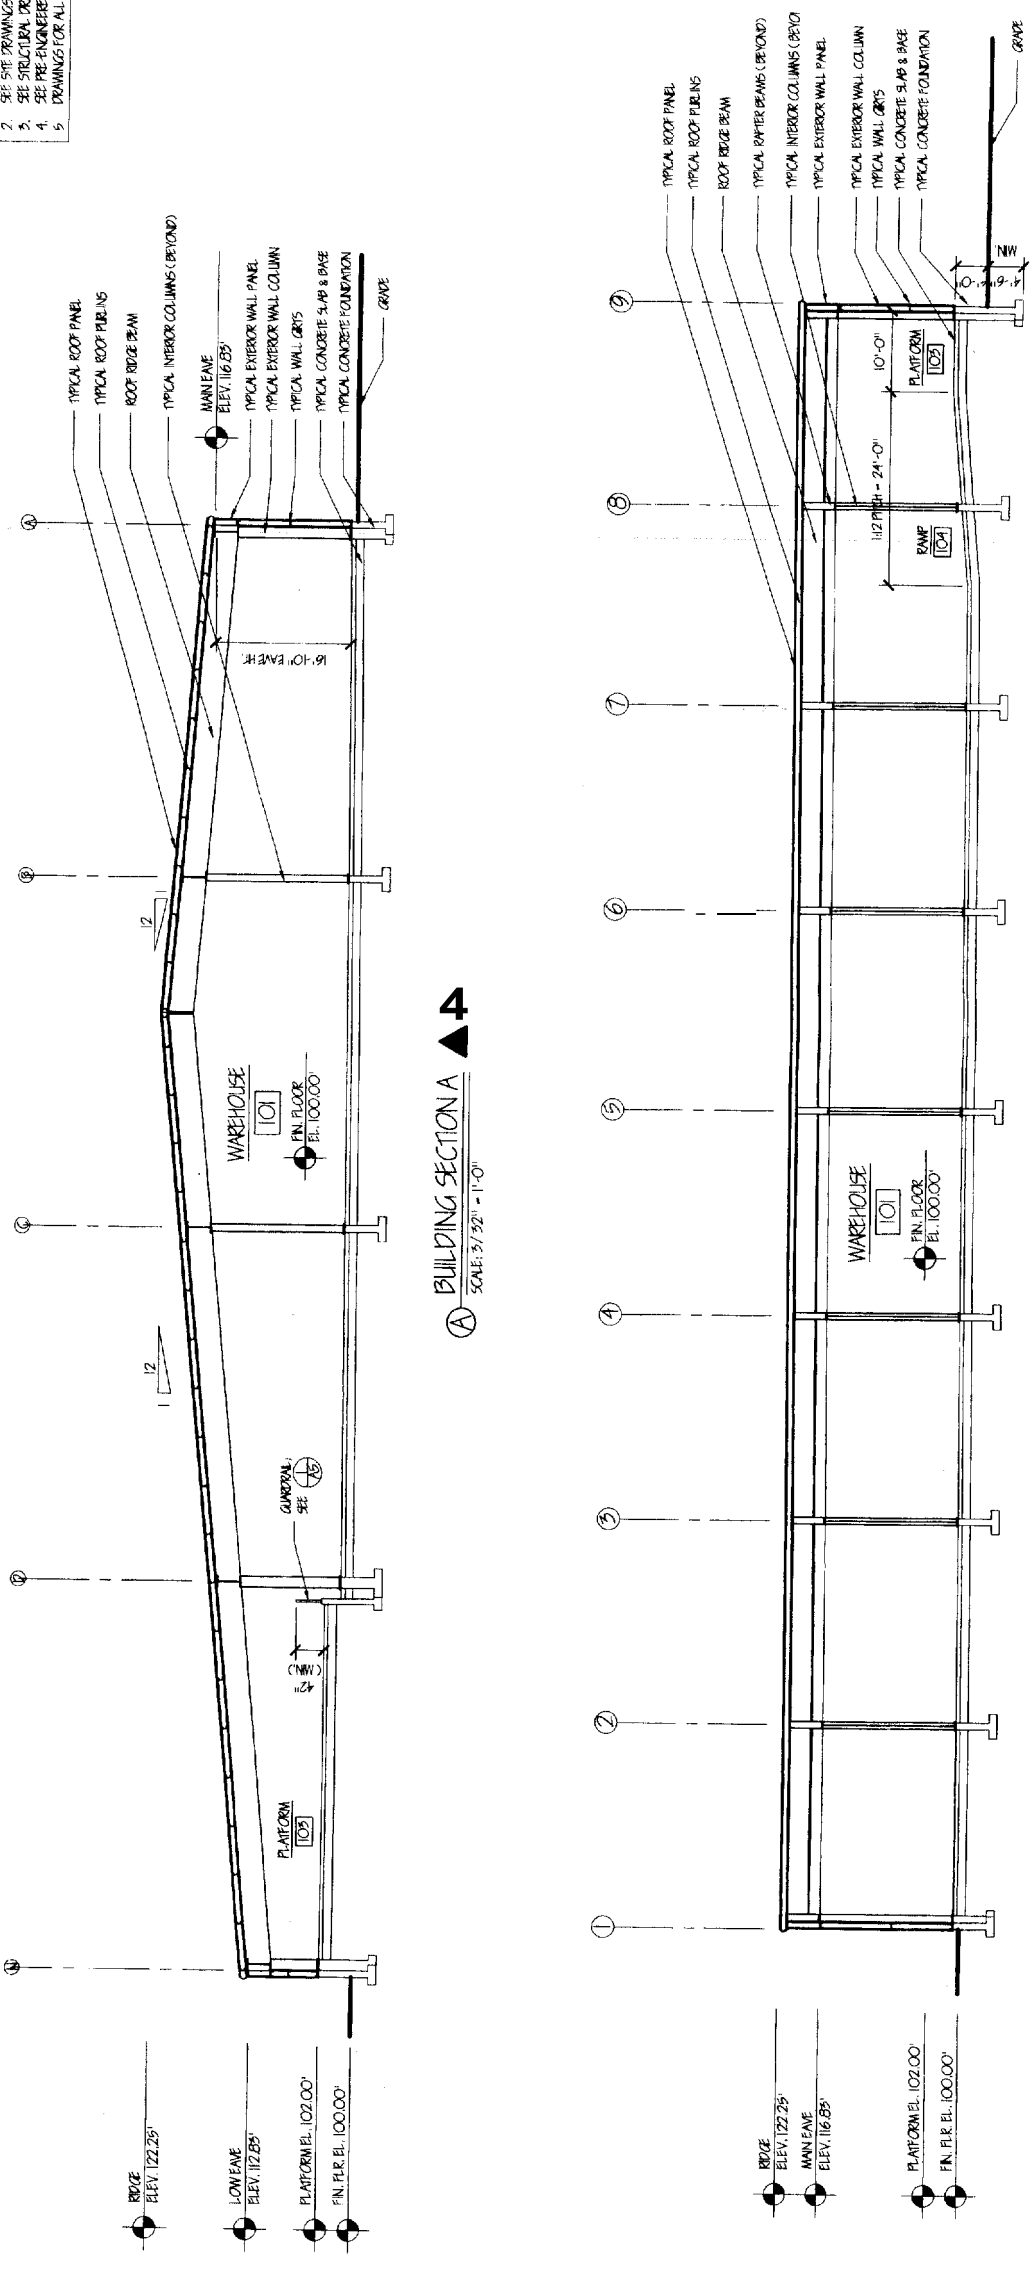 2. SEE SITE DRAWINGS
3. SEE STRUCTURAL
4. SEE PRE-ENGINEERE
5 DRAWINGS FOR ALL
TYPICAL ROOF PANEL
TYPICAL ROOF PURLINS
ROOF RIDGE BEAM
TYPICAL INTERIOR COLUMNS (BEYOND)
MAIN EAVE
ELEV. 116.83'
TYPICAL EXTERIOR WALL PANEL
TYPICAL EXTERIOR WALL COLUMN
TYPICAL WALL GIRTS
TYPICAL CONCRETE SLAB & BASE
TYPICAL CONCRETE FOUNDATION
GRADE
A
B
C
D
12
1
12
1
16'-10" EAVE HT.
WAREHOUSE
101
FIN. FLOOR
EL. 100.00'
GUARDRAIL;
SEE
1
A5
42"
(MIN.)
PLATFORM
103
RIDGE
ELEV. 122.25'
LOW EAVE
ELEV. 112.83'
PLATFORM EL. 102.00'
FIN. FLR. EL. 100.00'
A BUILDING SECTION A 4
SCALE: 3/32" = 1'-0"
TYPICAL ROOF PANEL
TYPICAL ROOF PURLINS
ROOF RIDGE BEAM
TYPICAL RAFTER BEAMS (BEYOND)
TYPICAL INTERIOR COLUMNS (BEYO
TYPICAL EXTERIOR WALL PANEL
TYPICAL EXTERIOR WALL COLUMN
TYPICAL WALL GIRTS
TYPICAL CONCRETE SLAB & BASE
TYPICAL CONCRETE FOUNDATION
GRADE
1
2
3
4
5
6
7
8
9
10'-0"
1:12 PITCH = 24'-0"
PLATFORM
103
RAMP
104
MIN.
WAREHOUSE
101
FIN. FLOOR
EL. 100.00'
RIDGE
ELEV. 122.25'
MAIN EAVE
ELEV. 116.83'
PLATFORM EL. 102.00'
FIN. FLR. EL. 100.00'